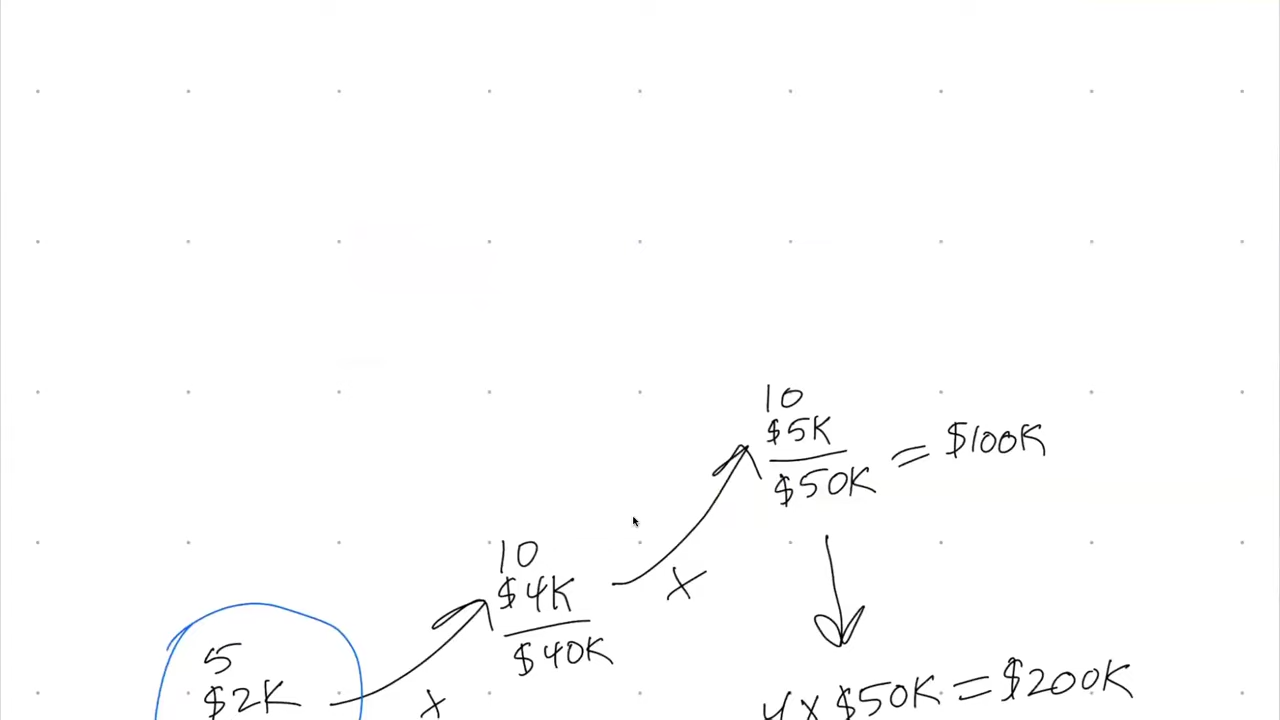 10
$5K
$50K = $100K
10
$4K
x
$40K
5
$2K
x
4 x $50K = $200K